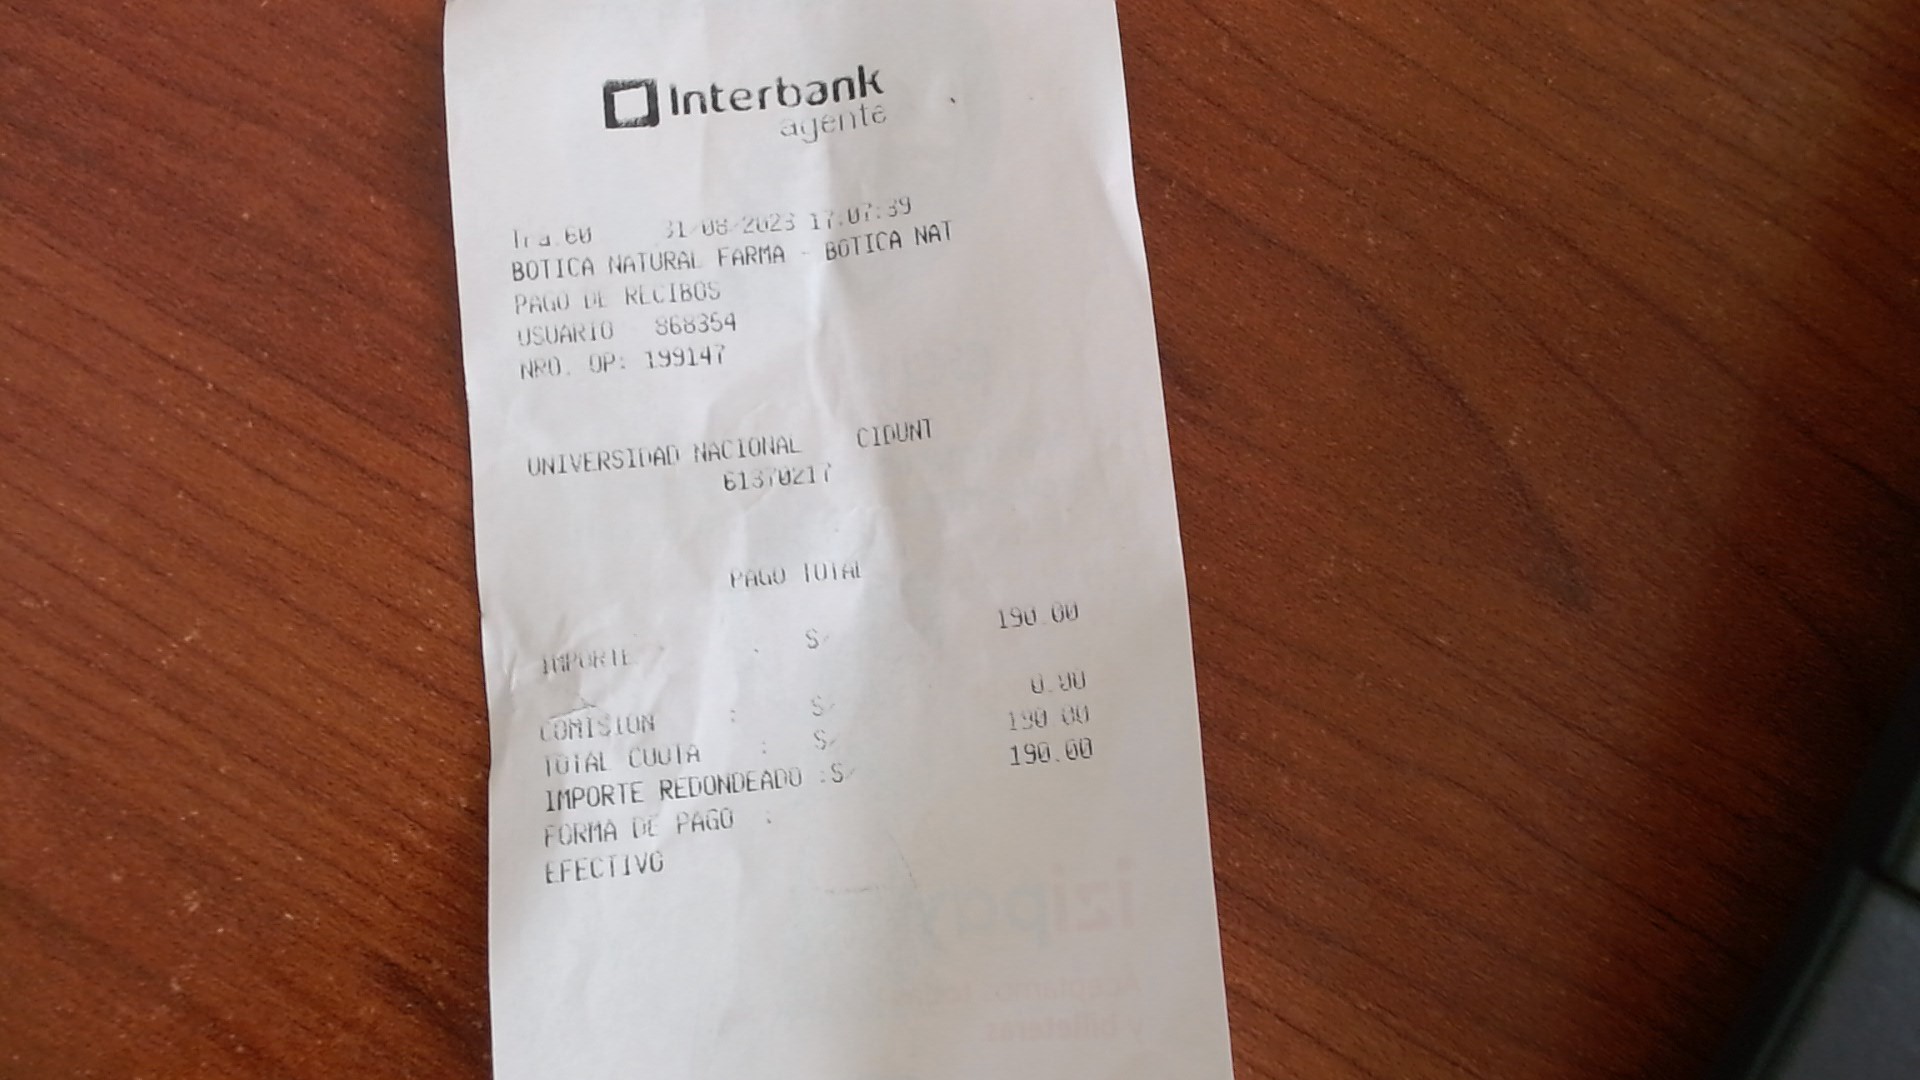 Interbank
agente
Tra.60 31/08/2023 17:07:39
BOTICA NATURAL FARMA - BOTICA NAT
PAGO DE RECIBOS
USUARIO 868354
NRO. OP: 199147
UNIVERSIDAD NACIONAL CIDUNT
61370217
PAGO TOTAL
IMPORTE : S/ 190.00
COMISION : S/ 0.00
TOTAL CUOTA : S/ 190.00
IMPORTE REDONDEADO :S/ 190.00
FORMA DE PAGO :
EFECTIVO
izipay